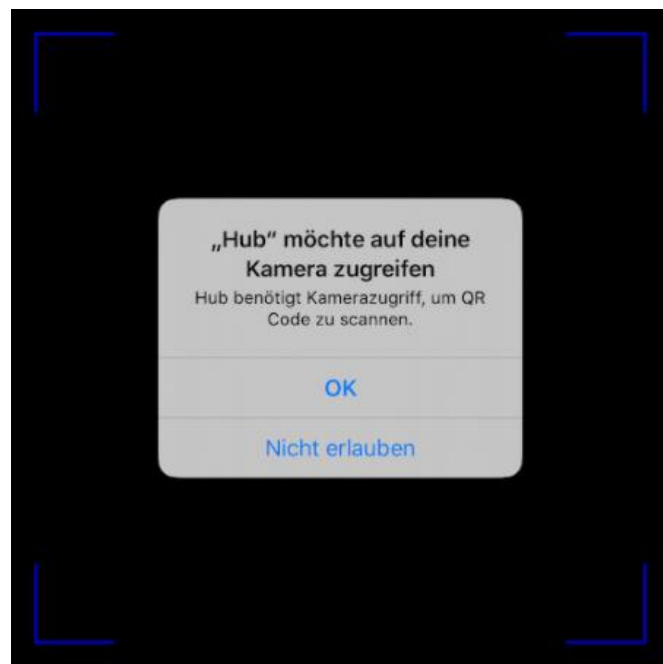 „Hub“ möchte auf deine
Kamera zugreifen
Hub benötigt Kamerazugriff, um QR
Code zu scannen.
OK
Nicht erlauben